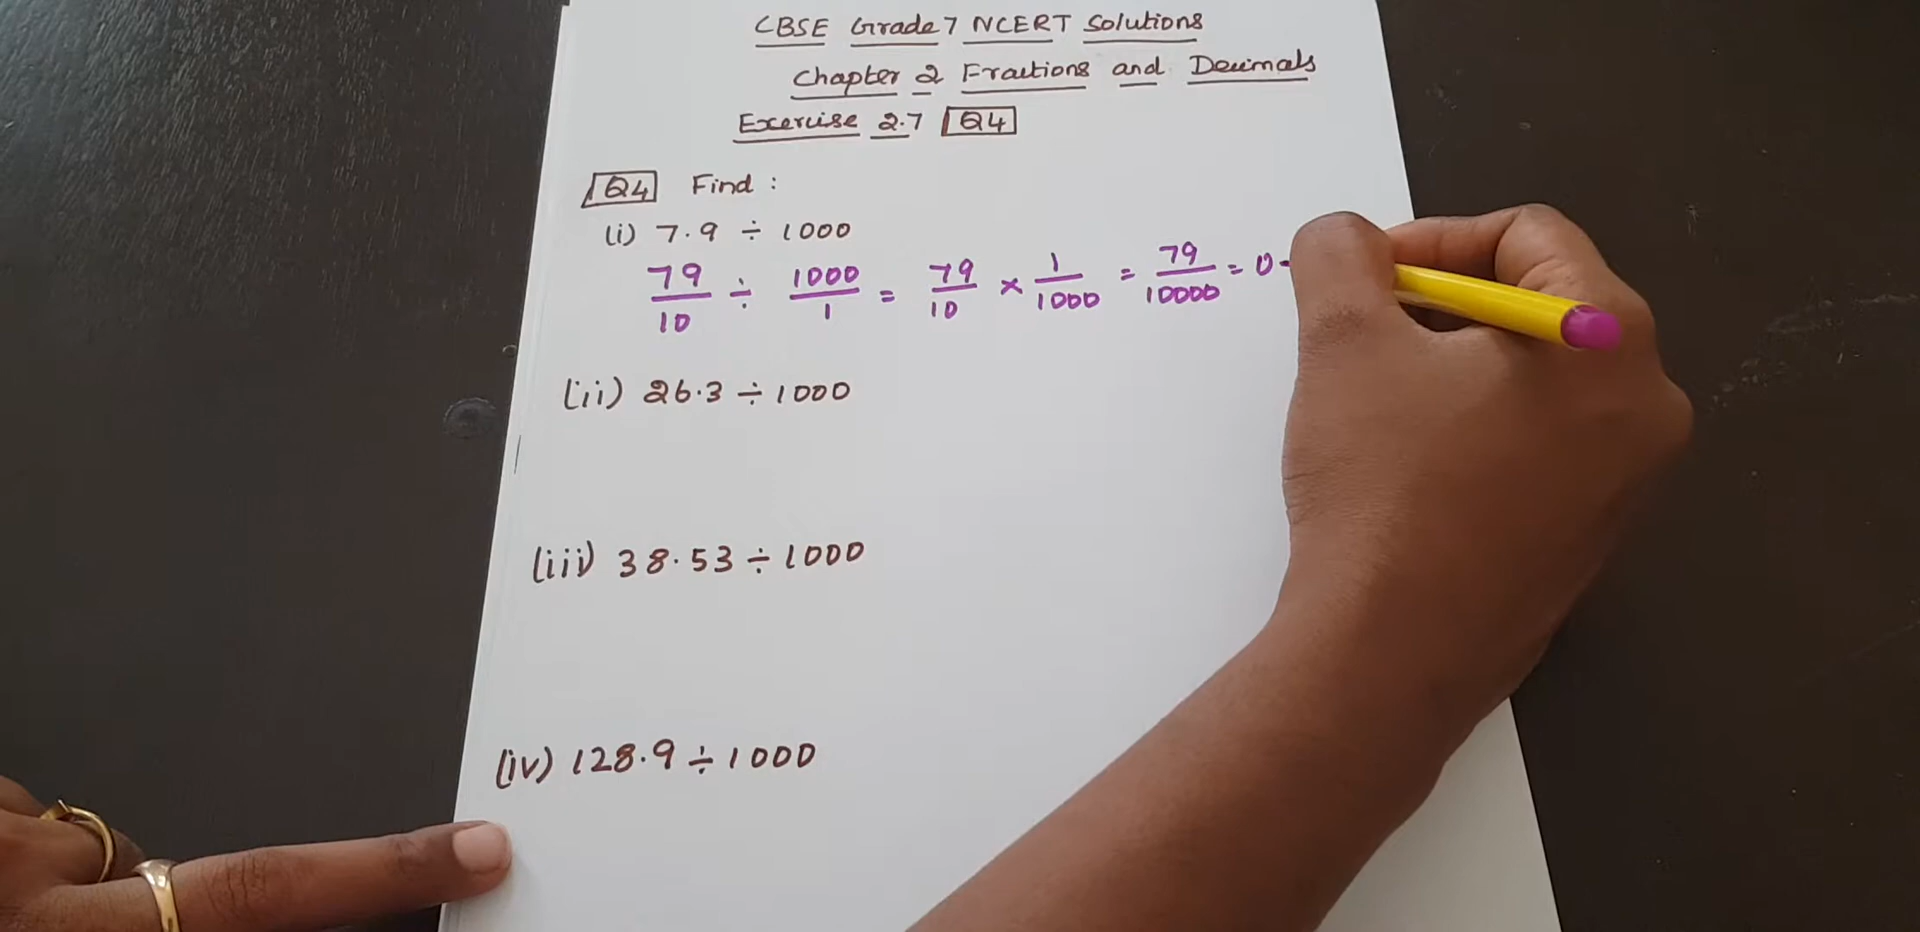 CBSE Grade 7 NCERT Solutions
Chapter 2 Fractions and Decimals
Exercise 2.7 Q4
Q4 Find :
(i) 7.9 ÷ 1000
79/10 ÷ 1000/1 = 79/10 × 1/1000 = 79/10000 = 0.
(ii) 26.3 ÷ 1000
(iii) 38.53 ÷ 1000
(iv) 128.9 ÷ 1000